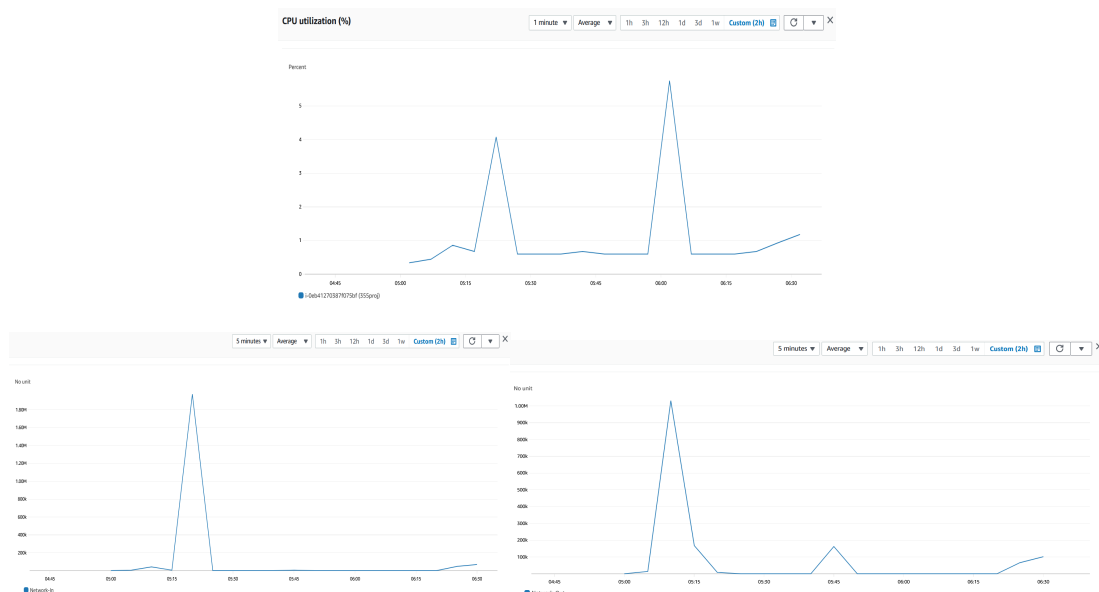 CPU utilization (%)
1 minute ▼ Average ▼ 1h 3h 12h 1d 3d 1w Custom (2h)
Percent
5
4
3
2
1
0
04:45 05:00 05:15 05:30 05:45 06:00 06:15 06:30
i-0eb41270387f075bf (355proj)
5 minutes ▼ Average ▼ 1h 3h 12h 1d 3d 1w Custom (2h)
No unit
1.80M
1.60M
1.40M
1.20M
1.00M
800k
600k
400k
200k
04:45 05:00 05:15 05:30 05:45 06:00 06:15 06:30
Network-In
5 minutes ▼ Average ▼ 1h 3h 12h 1d 3d 1w Custom (2h)
No unit
1.00M
900k
800k
700k
600k
500k
400k
300k
200k
100k
04:45 05:00 05:15 05:30 05:45 06:00 06:15 06:30